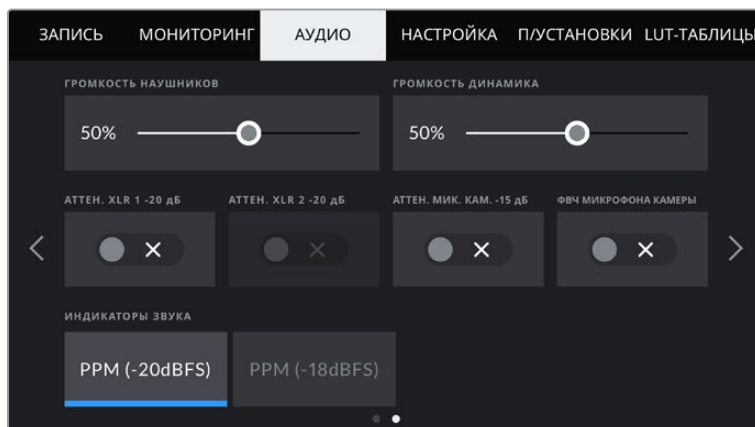 ЗАПИСЬ МОНИТОРИНГ АУДИО НАСТРОЙКА П/УСТАНОВКИ LUT-ТАБЛИЦЫ
ГРОМКОСТЬ НАУШНИКОВ ГРОМКОСТЬ ДИНАМИКА
50% 50%
АТТЕН. XLR 1 -20 дБ АТТЕН. XLR 2 -20 дБ АТТЕН. МИК. КАМ. -15 дБ ФВЧ МИКРОФОНА КАМЕРЫ
ИНДИКАТОРЫ ЗВУКА
PPM (-20dBFS) PPM (-18dBFS)